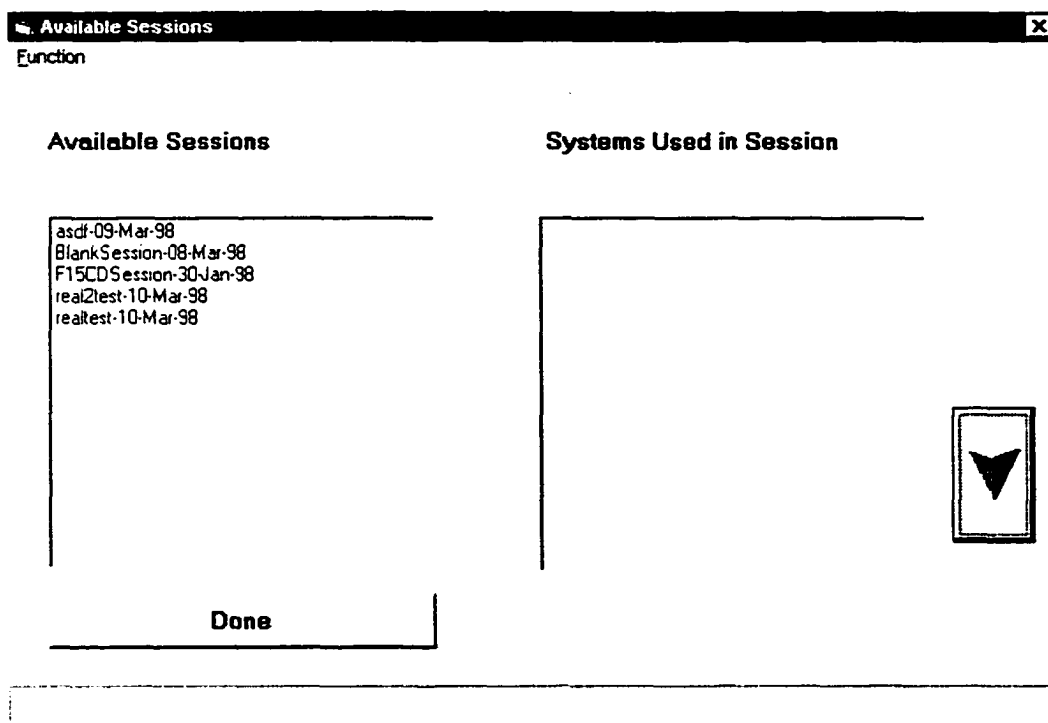 Available Sessions
Function
Available Sessions
Systems Used in Session
asdf-09-Mar-98
BlankSession-08-Mar-98
F15CDSession-30-Jan-98
real2test-10-Mar-98
realtest-10-Mar-98
Done